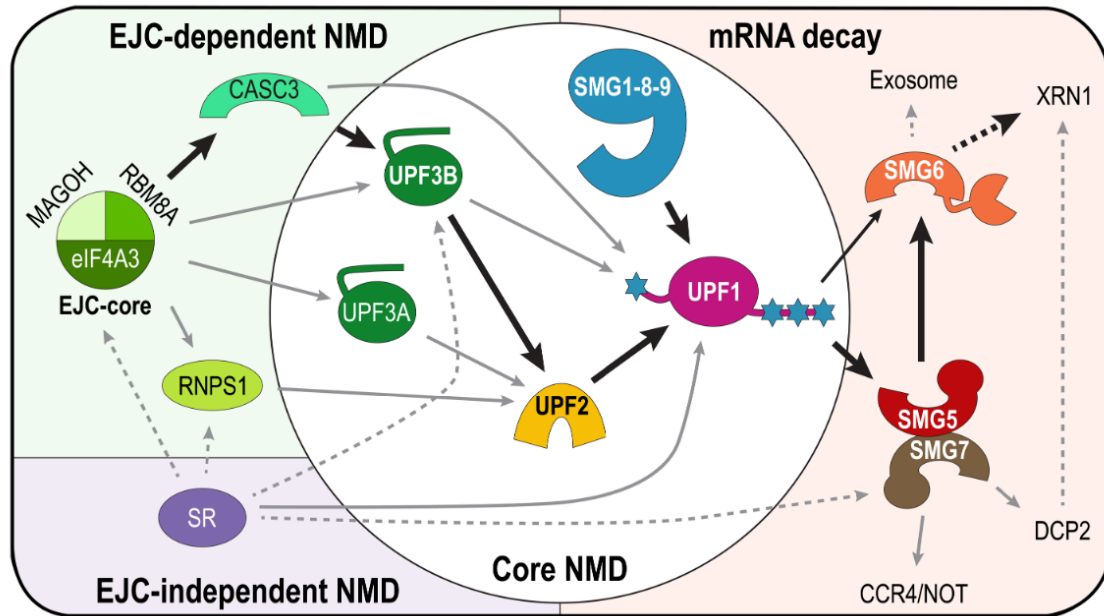 EJC-dependent NMD
mRNA decay
CASC3
SMG1-8-9
Exosome
XRN1
MAGOH
RBM8A
UPF3B
SMG6
eIF4A3
EJC-core
UPF3A
UPF1
RNPS1
UPF2
SMG5
SMG7
SR
DCP2
Core NMD
EJC-independent NMD
CCR4/NOT